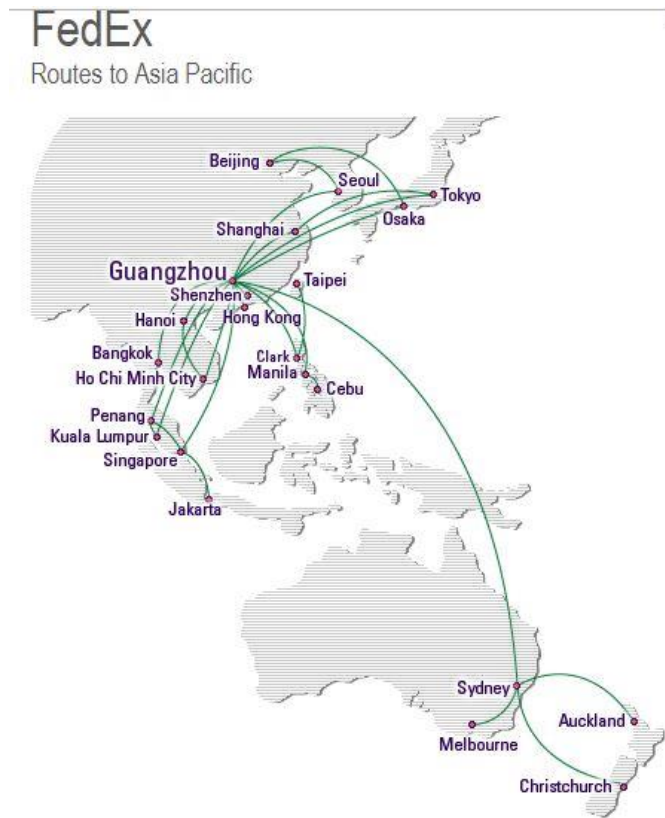 FedEx
Routes to Asia Pacific
Beijing
Seoul
Tokyo
Osaka
Shanghai
Guangzhou
Taipei
Shenzhen
Hong Kong
Hanoi
Bangkok
Clark
Manila
Ho Chi Minh City
Cebu
Penang
Kuala Lumpur
Singapore
Jakarta
Sydney
Auckland
Melbourne
Christchurch